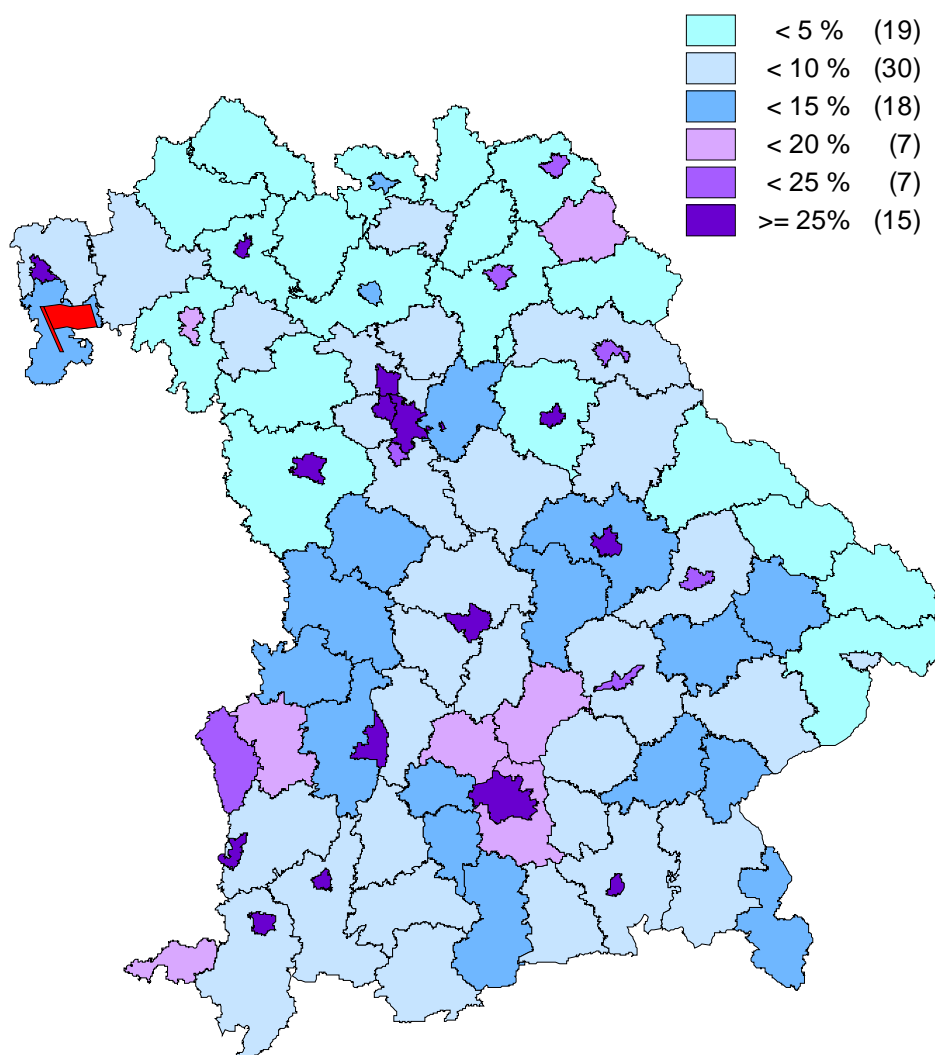 < 5 % (19)
< 10 % (30)
< 15 % (18)
< 20 % (7)
< 25 % (7)
>= 25% (15)